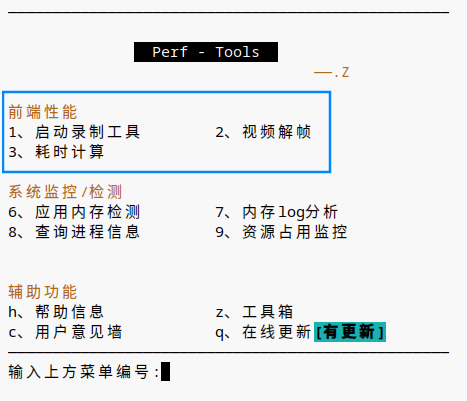 Perf - Tools
——.Z
前端性能
1、启动录制工具 2、视频解帧
3、耗时计算
系统监控/检测
6、应用内存检测 7、内存log分析
8、查询进程信息 9、资源占用监控
辅助功能
h、帮助信息 z、工具箱
c、用户意见墙 q、在线更新[有更新]
输入上方菜单编号: